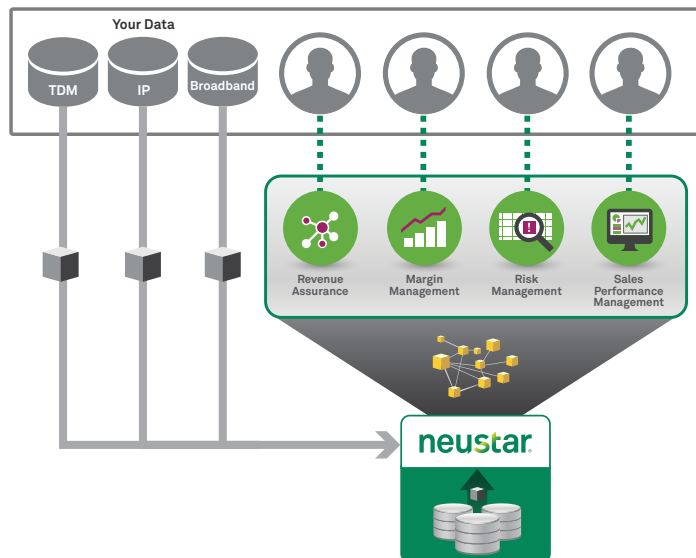 Your Data
TDM
IP
Broadband
Revenue
Assurance
Margin
Management
Risk
Management
Sales
Performance
Management
neustar®